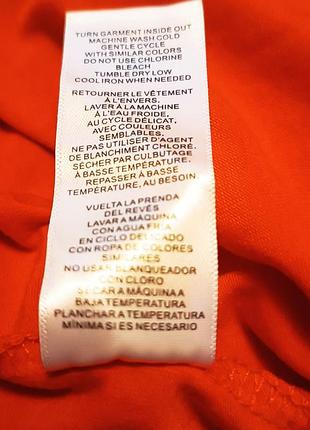 TURN GARMENT INSIDE OUT
MACHINE WASH COLD
GENTLE CYCLE
WITH SIMILAR COLORS
DO NOT USE CHLORINE
BLEACH
TUMBLE DRY LOW
COOL IRON WHEN NEEDED
RETOURNER LE VÊTEMENT
À L'ENVERS.
LAVER À LA MACHINE
À L'EAU FROIDE,
AU CYCLE DÉLICAT,
AVEC COULEURS
SEMBLABLES.
NE PAS UTILISER D'AGENT
DE BLANCHIMENT CHLORÉ.
SÉCHER PAR CULBUTAGE
À BASSE TEMPÉRATURE.
REPASSER À BASSE
TEMPÉRATURE, AU BESOIN.
VUELTA LA PRENDA
DEL REVÉS
LAVAR A MÁQUINA
CON AGUA FRIA
EN CICLO DELICADO
CON ROPA DE COLORES
SIMILARES
NO USAR BLANQUEADOR
CON CLORO
SECAR A MÁQUINA A
BAJA TEMPERATURA
PLANCHAR A TEMPERATURA
MÍNIMA SI ES NECESARIO